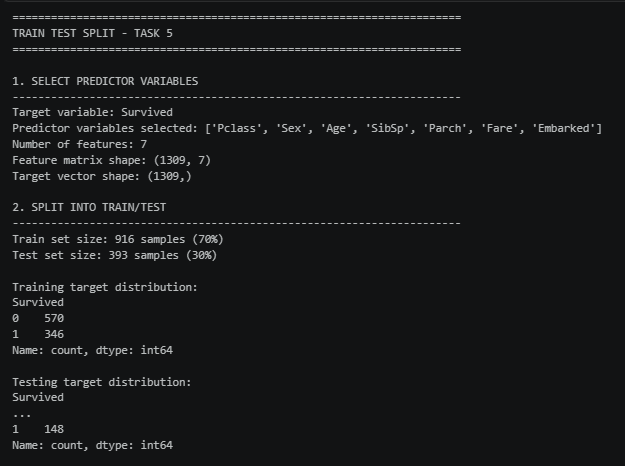 ======================================================================
TRAIN TEST SPLIT - TASK 5
======================================================================
1. SELECT PREDICTOR VARIABLES
----------------------------------------------------------------------
Target variable: Survived
Predictor variables selected: ['Pclass', 'Sex', 'Age', 'SibSp', 'Parch', 'Fare', 'Embarked']
Number of features: 7
Feature matrix shape: (1309, 7)
Target vector shape: (1309,)
2. SPLIT INTO TRAIN/TEST
----------------------------------------------------------------------
Train set size: 916 samples (70%)
Test set size: 393 samples (30%)
Training target distribution:
Survived
0    570
1    346
Name: count, dtype: int64
Testing target distribution:
Survived
...
1    148
Name: count, dtype: int64